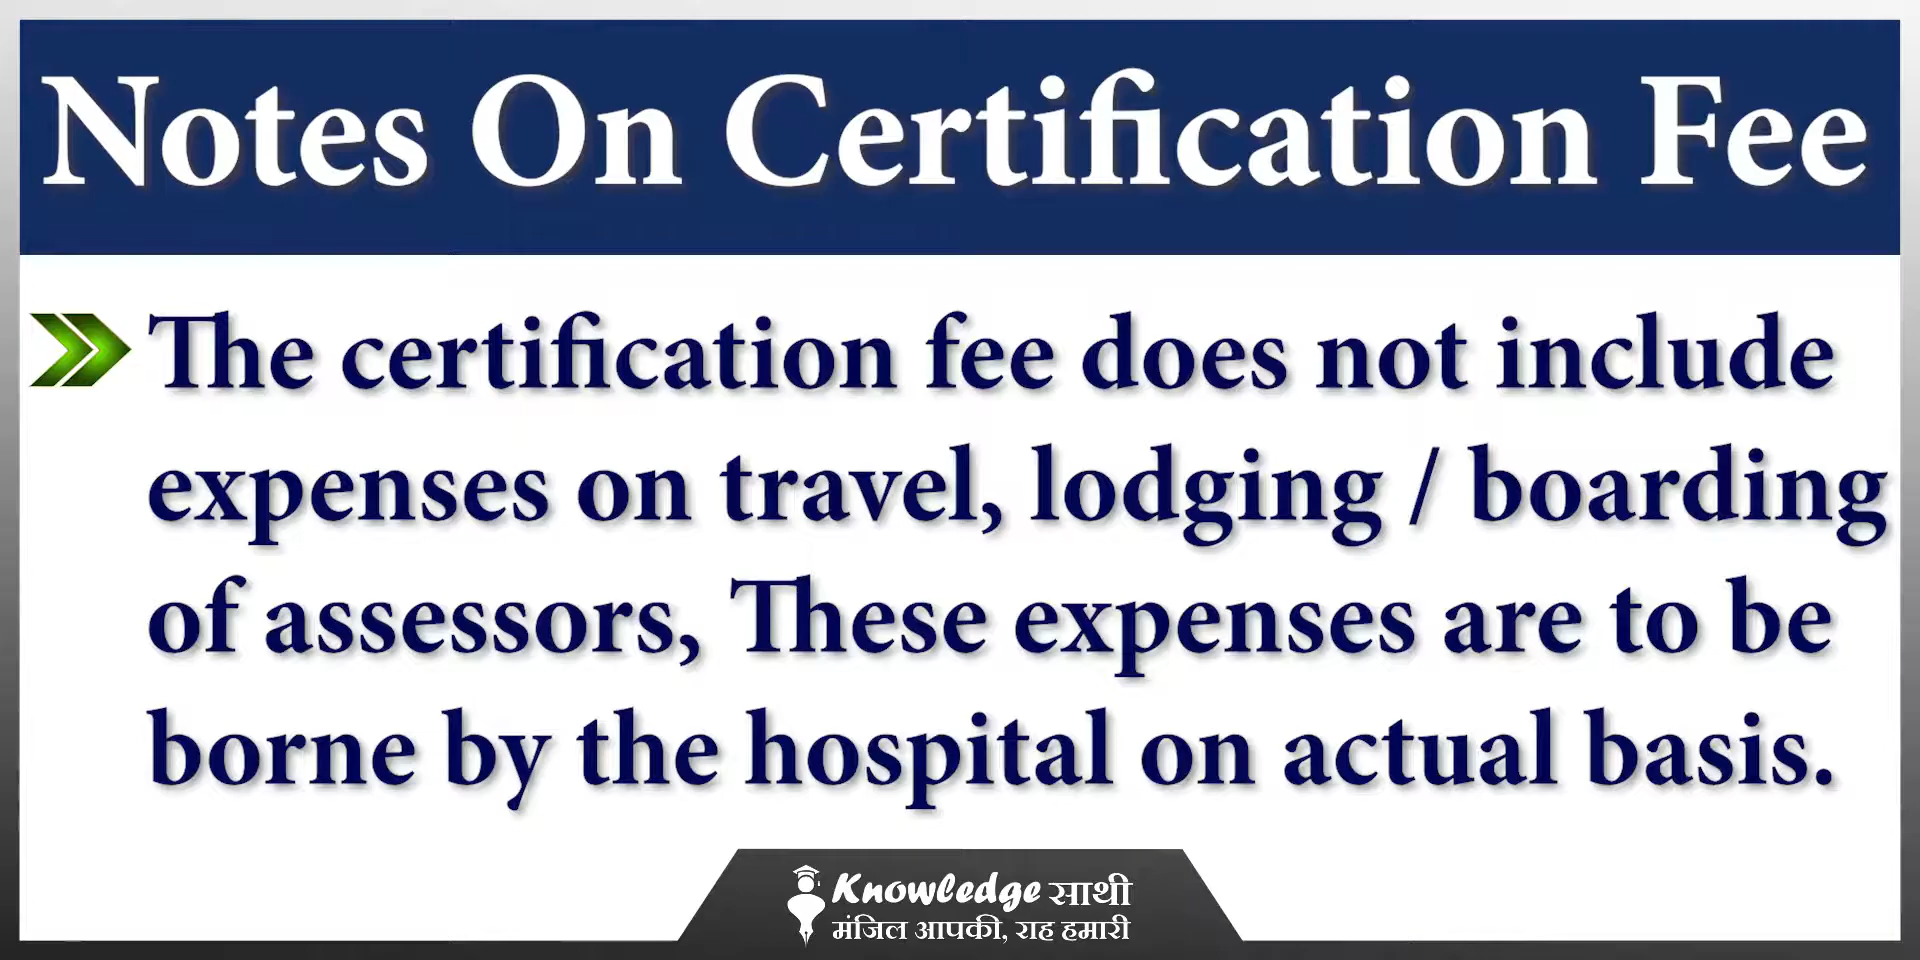 Notes On Certification Fee
The certification fee does not include
expenses on travel, lodging / boarding
of assessors, These expenses are to be
borne by the hospital on actual basis.
Knowledge साथी
मंजिल आपकी, राह हमारी